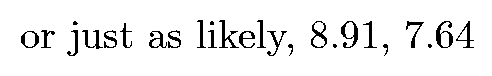 or just as likely, 8.91, 7.64